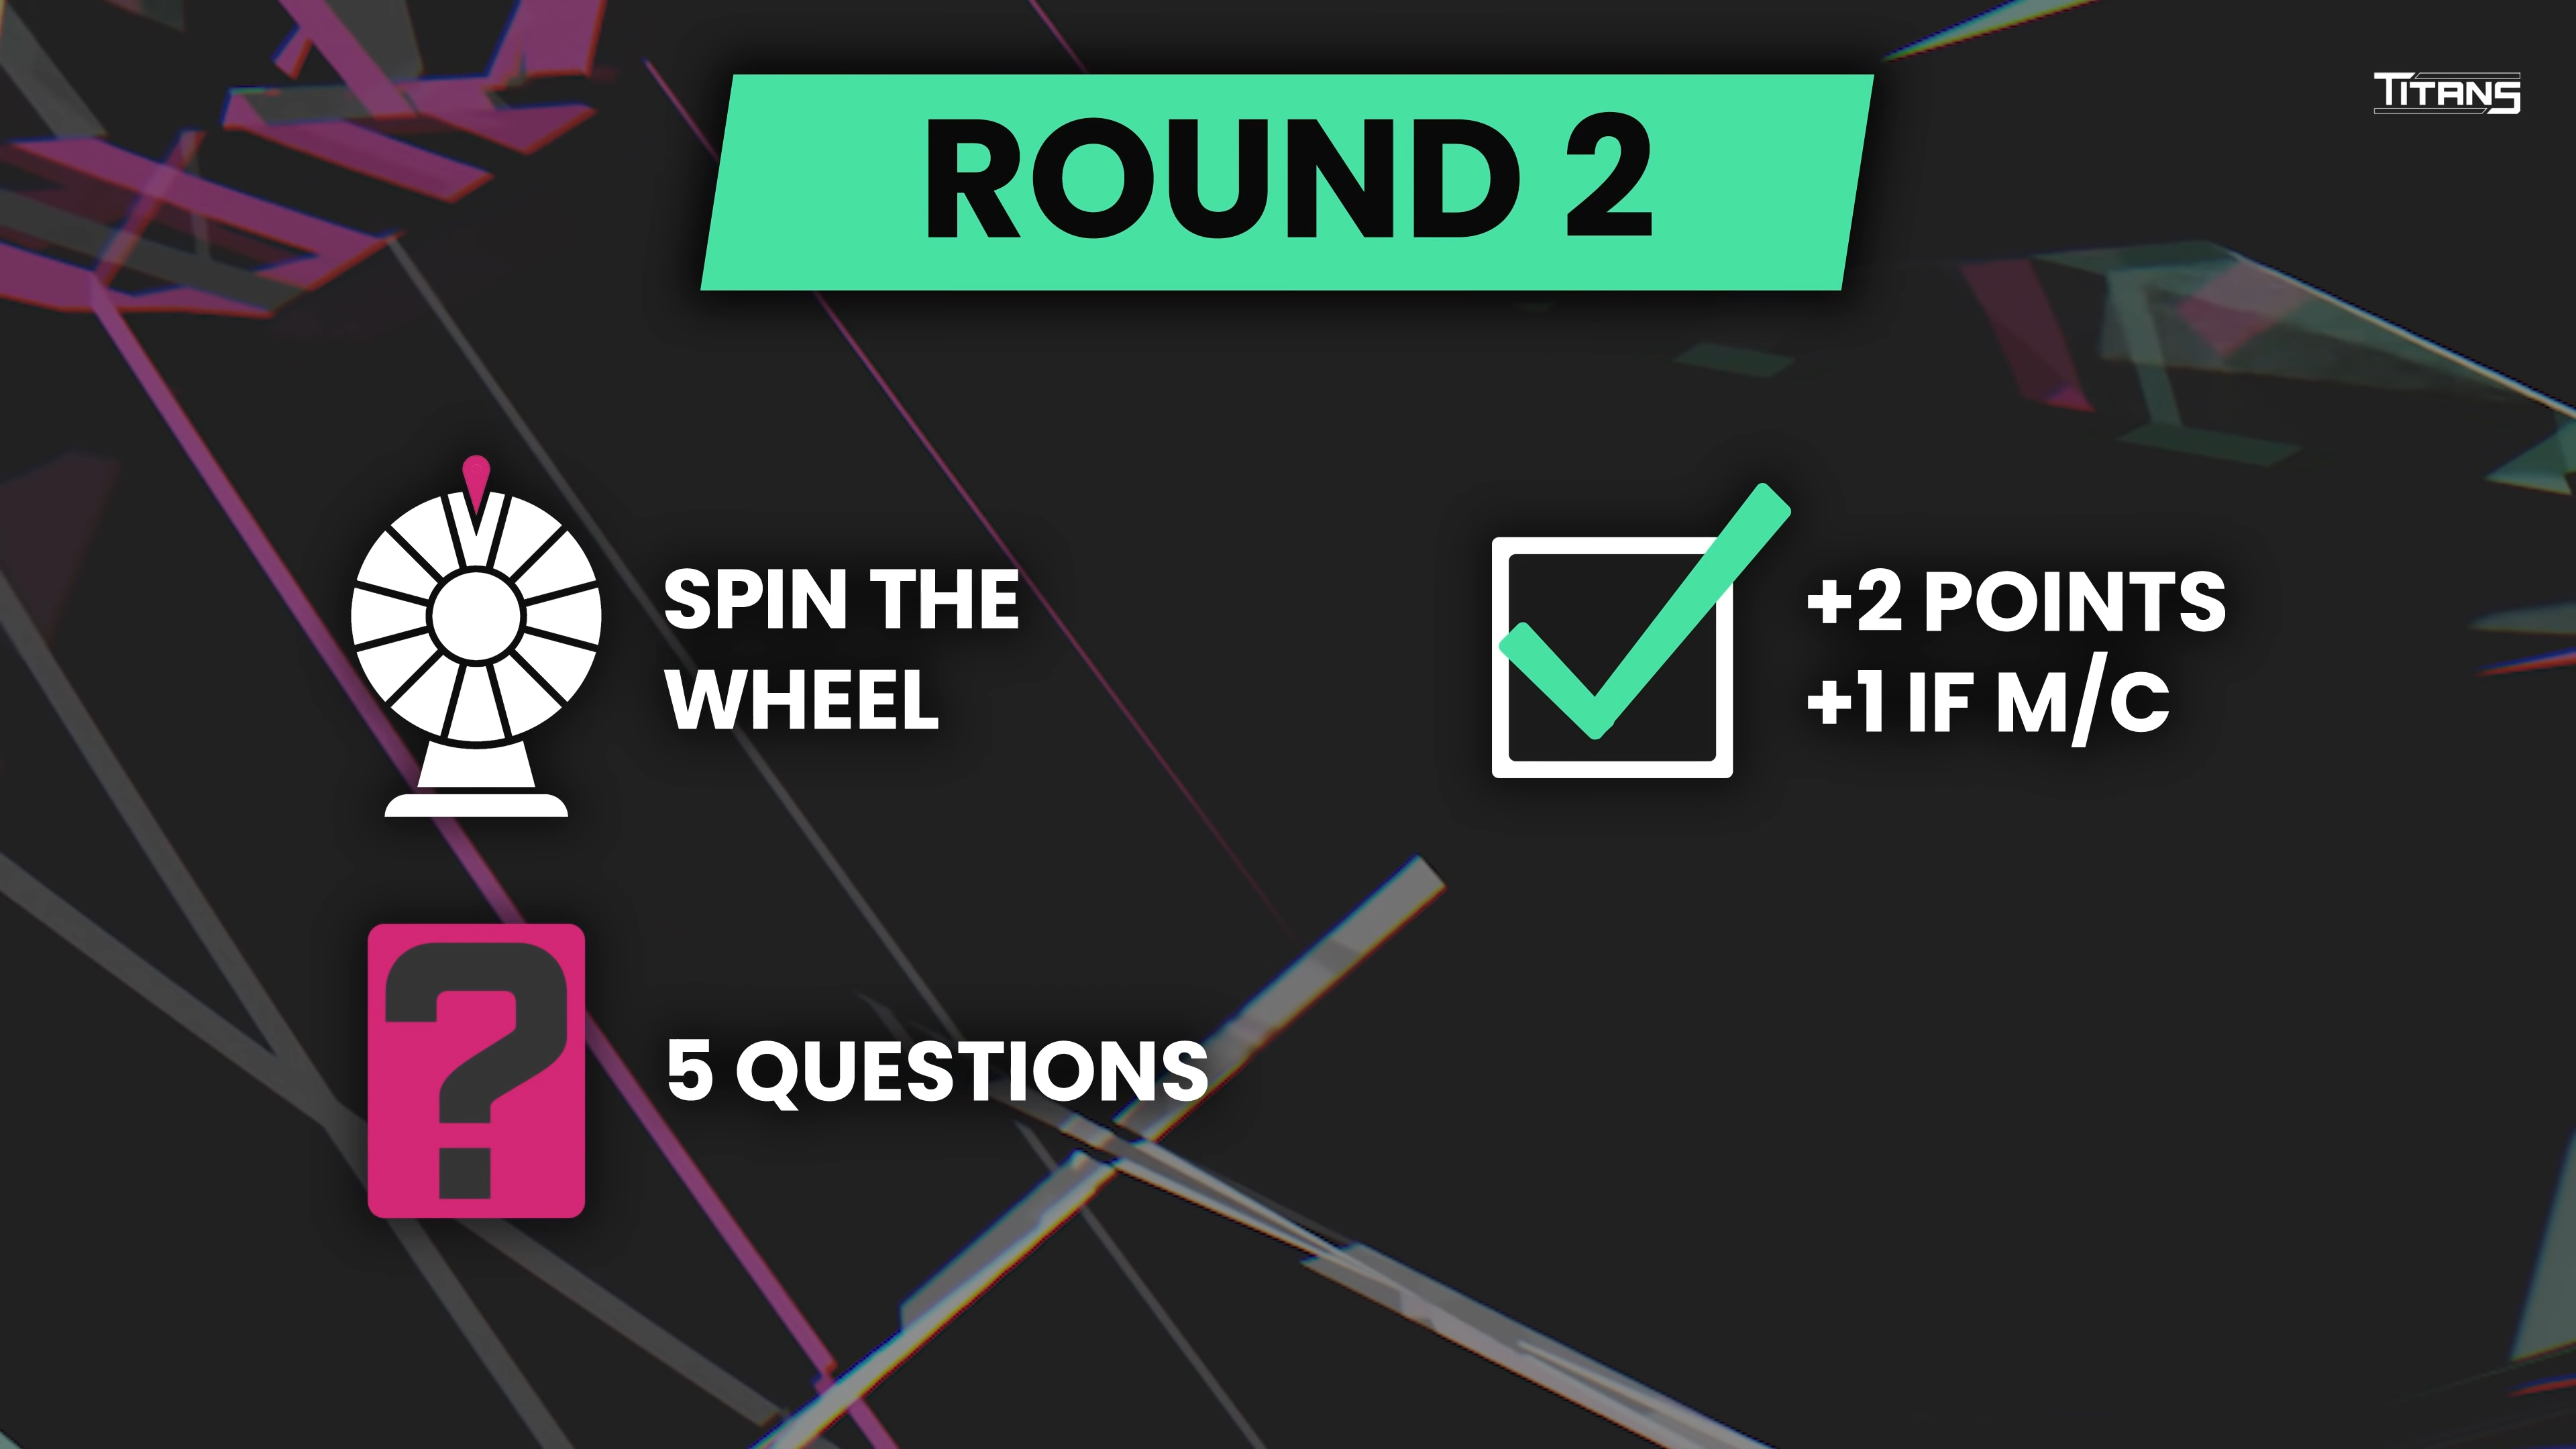 ROUND 2
TITANS
SPIN THE
WHEEL
+2 POINTS
+1 IF M/C
?
5 QUESTIONS